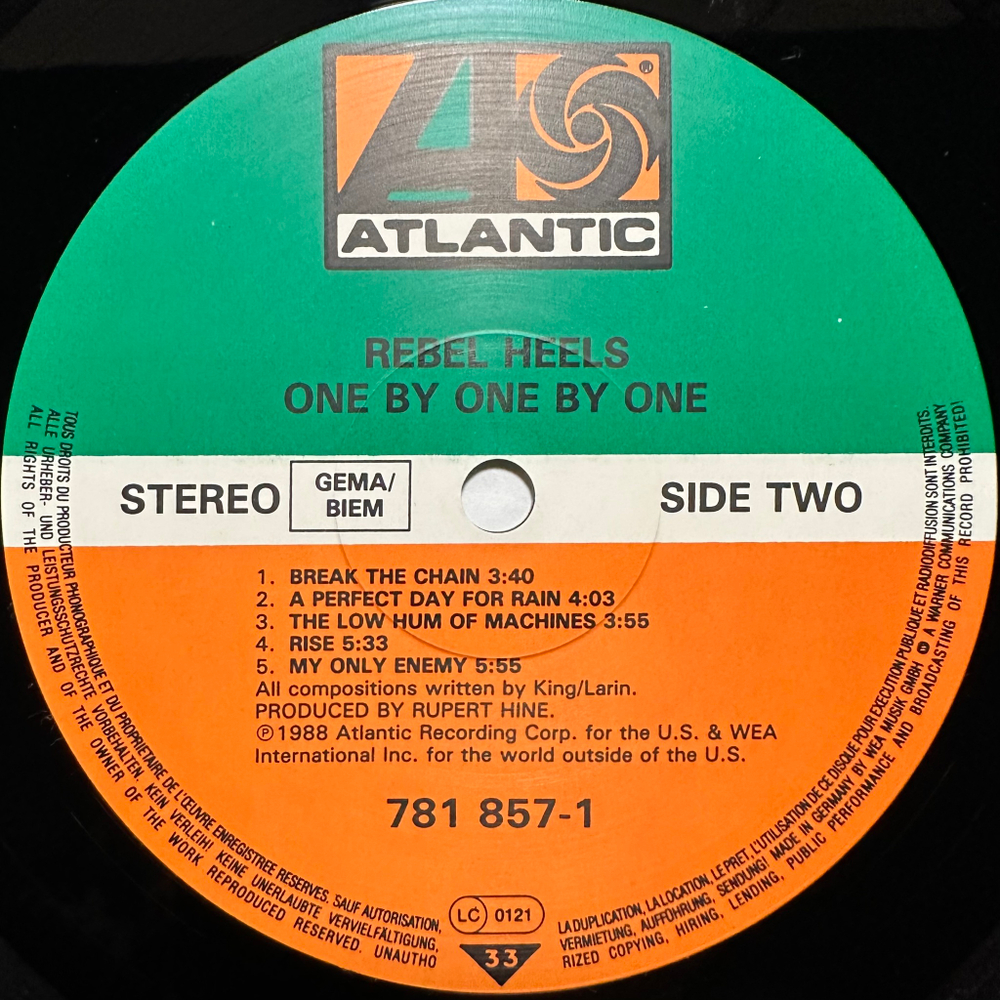 ®
ATLANTIC
REBEL HEELS
ONE BY ONE BY ONE
STEREO
GEMA/
BIEM
SIDE TWO
1. BREAK THE CHAIN 3:40
2. A PERFECT DAY FOR RAIN 4:03
3. THE LOW HUM OF MACHINES 3:55
4. RISE 5:33
5. MY ONLY ENEMY 5:55
All compositions written by King/Larin.
PRODUCED BY RUPERT HINE.
℗1988 Atlantic Recording Corp. for the U.S. & WEA
International Inc. for the world outside of the U.S.
781 857-1
LC 0121
33
TOUS DROITS DU PRODUCTEUR PHONOGRAPHIQUE ET DU PROPRIETAIRE DE L'ŒUVRE ENREGISTREE RESERVES. SAUF AUTORISATION, LA DUPLICATION, LA LOCATION, LE PRET, L'UTILISATION DE CE DISQUE POUR EXECUTION PUBLIQUE ET RADIODIFFUSION SONT INTERDITS.
ALLE URHEBER- UND LEISTUNGSSCHUTZRECHTE VORBEHALTEN. KEIN VERLEIH! KEINE UNERLAUBTE VERVIELFÄLTIGUNG, VERMIETUNG, AUFFÜHRUNG, SENDUNG! MADE IN GERMANY BY WEA MUSIK GMBH A WARNER COMMUNICATIONS COMPANY
ALL RIGHTS OF THE PRODUCER AND OF THE OWNER OF THE WORK REPRODUCED RESERVED. UNAUTHORIZED COPYING, HIRING, LENDING, PUBLIC PERFORMANCE AND BROADCASTING OF THIS RECORD PROHIBITED!